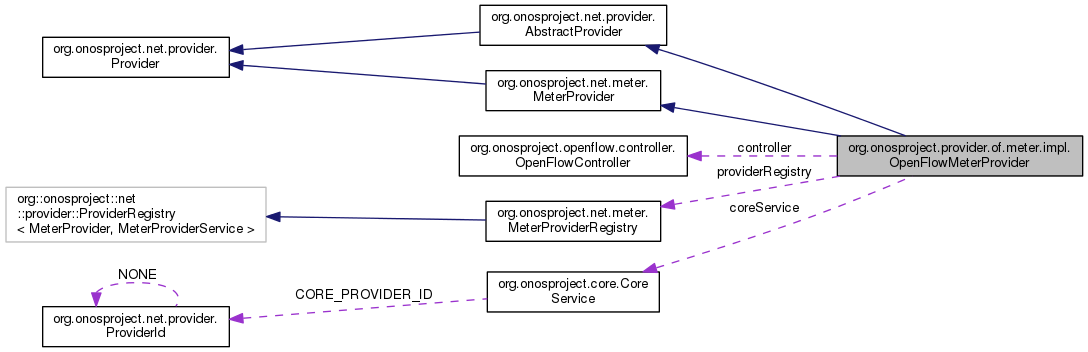 org.onosproject.net.provider.
AbstractProvider
org.onosproject.net.provider.
Provider
org.onosproject.net.meter.
MeterProvider
org.onosproject.openflow.controller.
OpenFlowController
controller
org.onosproject.provider.of.meter.impl.
OpenFlowMeterProvider
providerRegistry
org::onosproject::net
::provider::ProviderRegistry
< MeterProvider, MeterProviderService >
org.onosproject.net.meter.
MeterProviderRegistry
coreService
org.onosproject.core.Core
Service
NONE
CORE_PROVIDER_ID
org.onosproject.net.provider.
ProviderId